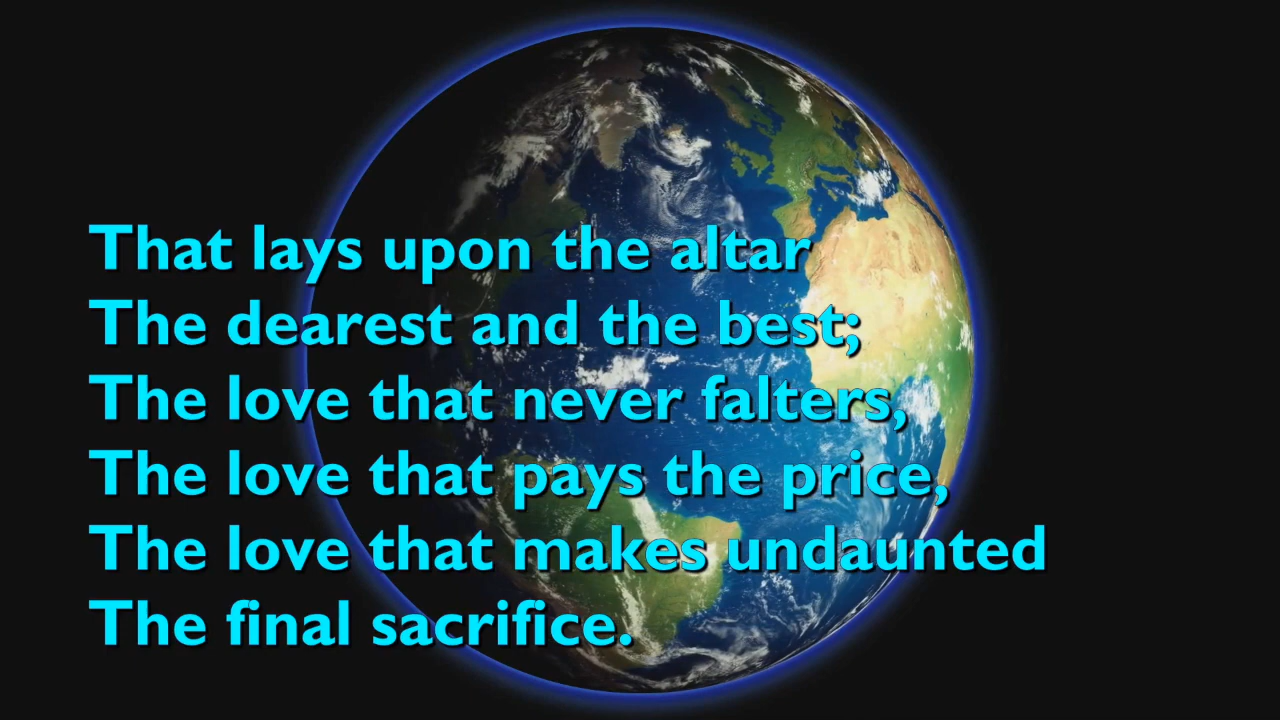 That lays upon the altar
The dearest and the best;
The love that never falters,
The love that pays the price,
The love that makes undaunted
The final sacrifice.